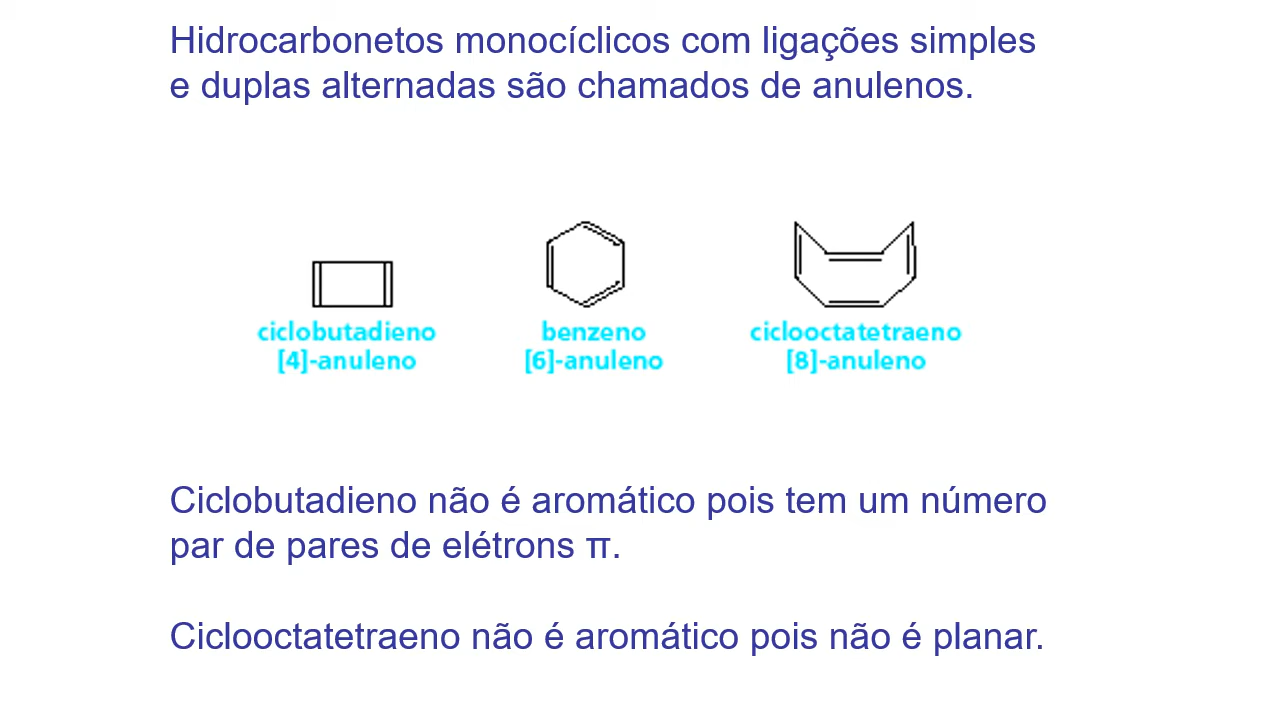 Hidrocarbonetos monocíclicos com ligações simples
e duplas alternadas são chamados de anulenos.
ciclobutadieno benzeno ciclooctatetraeno
[4]-anuleno [6]-anuleno [8]-anuleno
Ciclobutadieno não é aromático pois tem um número
par de pares de elétrons π.
Ciclooctatetraeno não é aromático pois não é planar.